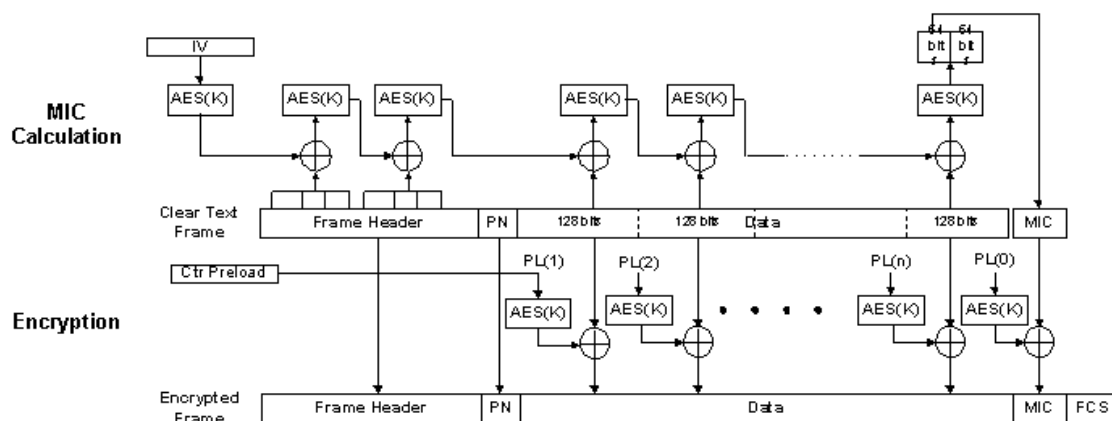 64 bits 64 bits
IV
AES(K) AES(K) AES(K) AES(K) AES(K) AES(K)
MIC
Calculation
Clear Text
Frame
Frame Header PN 128 bits 128 bits Data 128 bits MIC
Ctr Preload PL(1) PL(2) PL(n) PL(0)
AES(K) AES(K) AES(K) AES(K)
Encryption
Encrypted
Frame
Frame Header PN Data MIC FCS